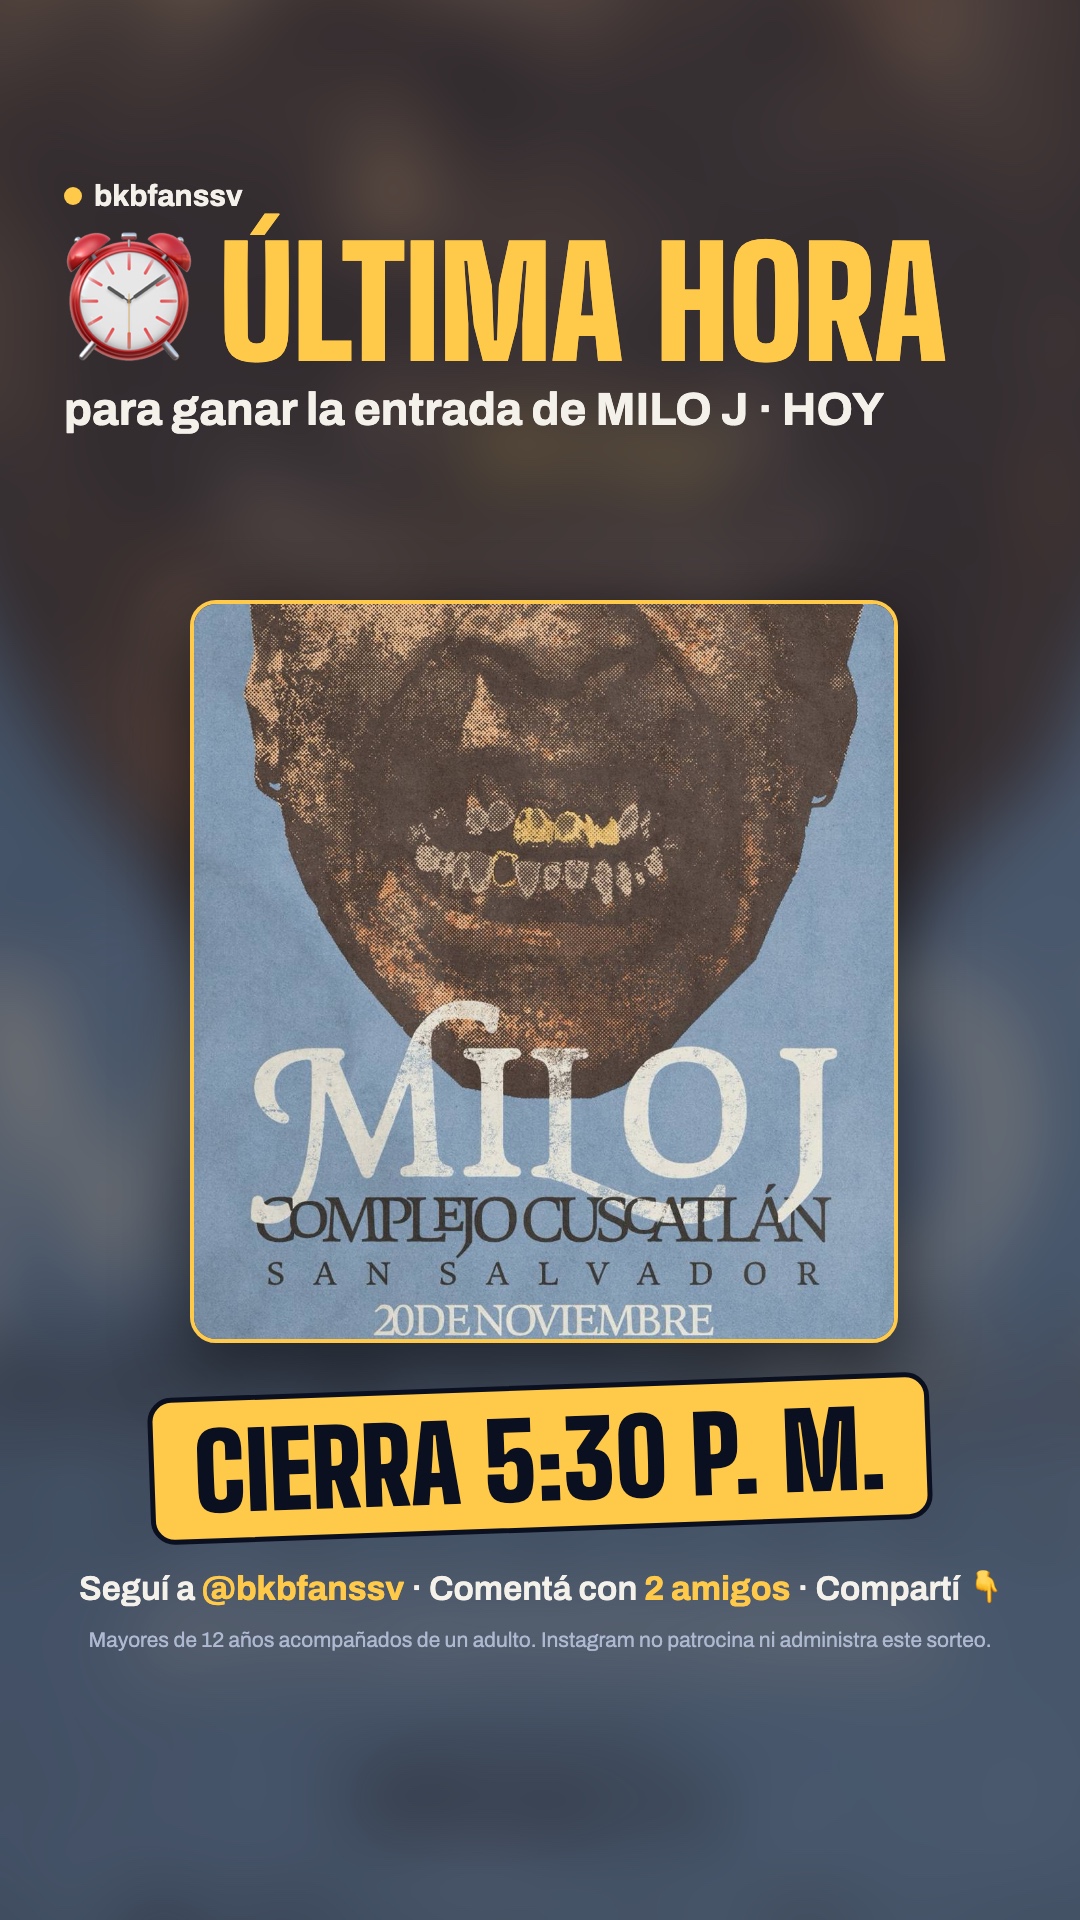 bkbfanssv
ÚLTIMA HORA
para ganar la entrada de MILO J · HOY
MILO J
COMPLEJO CUSCATLÁN
SAN SALVADOR
20 DE NOVIEMBRE
CIERRA 5:30 P. M.
Seguí a @bkbfanssv · Comentá con 2 amigos · Compartí 👇
Mayores de 12 años acompañados de un adulto. Instagram no patrocina ni administra este sorteo.